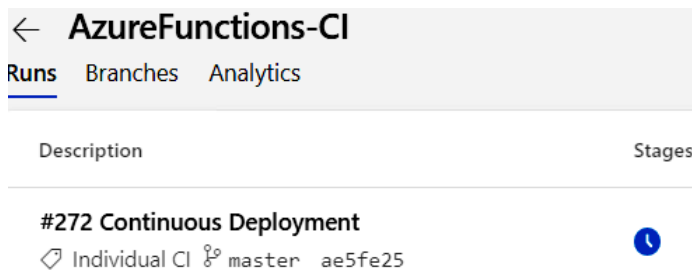 AzureFunctions-CI
Runs Branches Analytics
Description Stages
#272 Continuous Deployment
Individual CI master ae5fe25